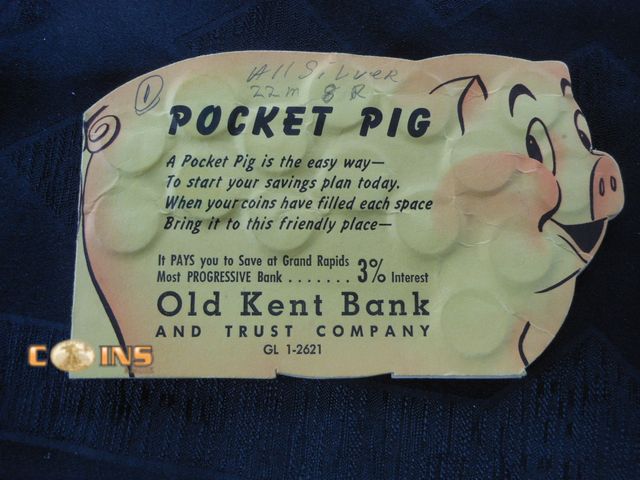 All Silver
① 22m 8 R
POCKET PIG
A Pocket Pig is the easy way—
To start your savings plan today.
When your coins have filled each space
Bring it to this friendly place—
It PAYS you to Save at Grand Rapids
Most PROGRESSIVE Bank . . . . . . . 3% Interest
Old Kent Bank
AND TRUST COMPANY
GL 1-2621
COINS